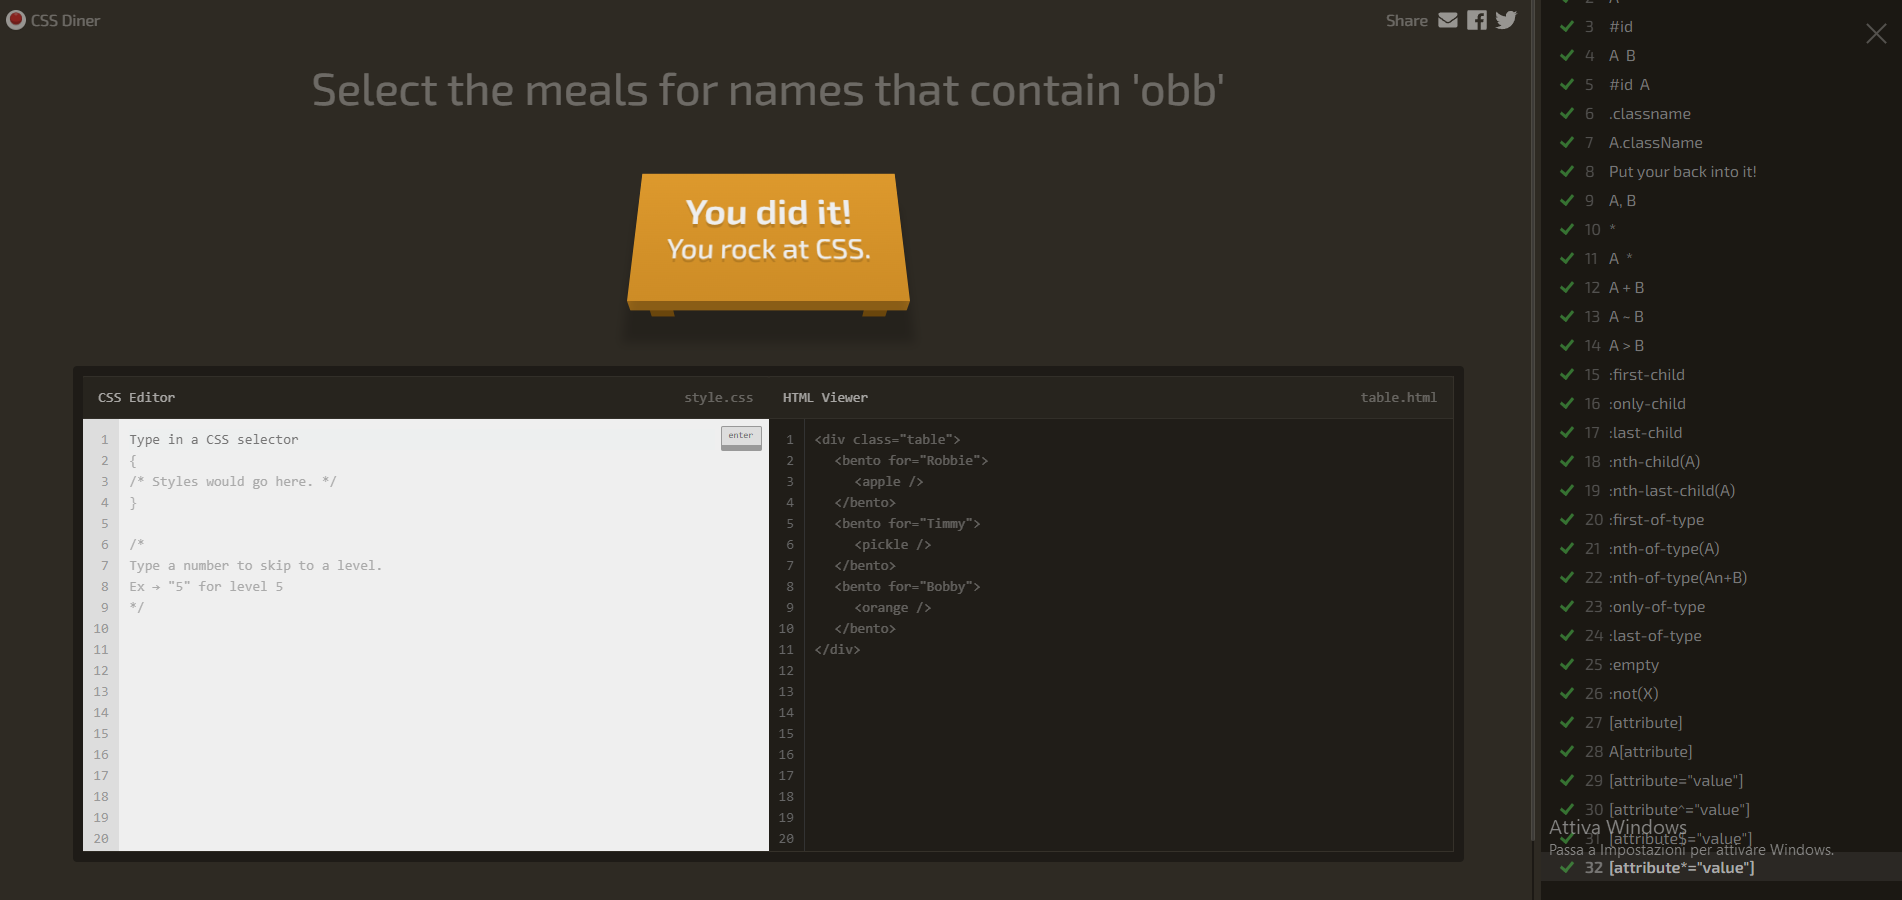 CSS Diner
Share
Select the meals for names that contain 'obb'
You did it!
You rock at CSS.
CSS Editor
style.css
HTML Viewer
table.html
1 Type in a CSS selector
enter
2 {
3 /* Styles would go here. */
4 }
5
6 /*
7 Type a number to skip to a level.
8 Ex → "5" for level 5
9 */
10
11
12
13
14
15
16
17
18
19
20
1 <div class="table">
2 <bento for="Robbie">
3 <apple />
4 </bento>
5 <bento for="Timmy">
6 <pickle />
7 </bento>
8 <bento for="Bobby">
9 <orange />
10 </bento>
11 </div>
12
13
14
15
16
17
18
19
20
3 #id
4 A B
5 #id A
6 .classname
7 A.className
8 Put your back into it!
9 A, B
10 *
11 A *
12 A + B
13 A ~ B
14 A > B
15 :first-child
16 :only-child
17 :last-child
18 :nth-child(A)
19 :nth-last-child(A)
20 :first-of-type
21 :nth-of-type(A)
22 :nth-of-type(An+B)
23 :only-of-type
24 :last-of-type
25 :empty
26 :not(X)
27 [attribute]
28 A[attribute]
29 [attribute="value"]
30 [attribute^="value"]
Attiva Windows
31 [attribute$="value"]
Passa a Impostazioni per attivare Windows.
32 [attribute*="value"]